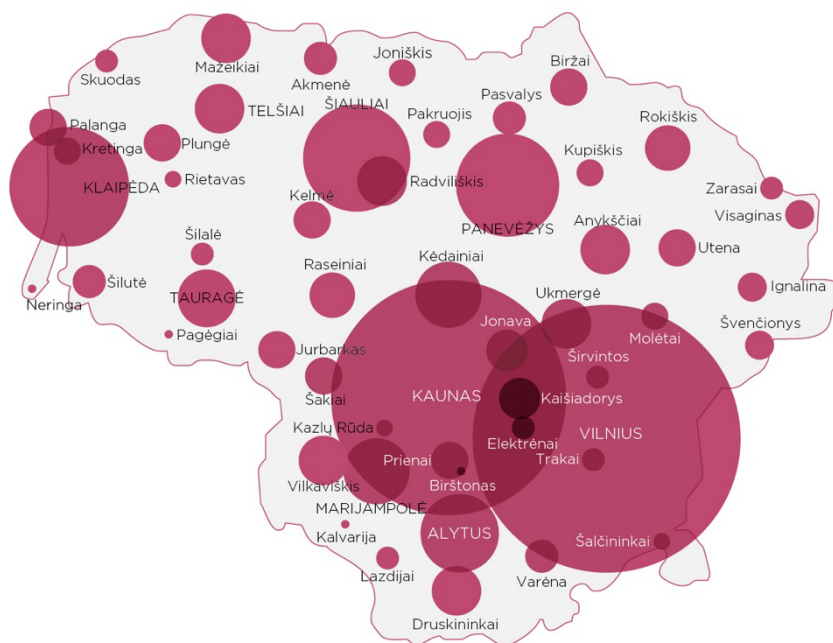 Mažeikiai
Skuodas
Akmenė
Joniškis
Biržai
TELŠIAI
ŠIAULIAI
Pakruojis
Pasvalys
Rokiškis
Palanga
Kretinga
Plungė
Kupiškis
KLAIPĖDA
Rietavas
Radviliškis
Zarasai
Kelmė
PANEVĖŽYS
Anykščiai
Visaginas
Šilalė
Utena
Kėdainiai
Raseiniai
Šilutė
Neringa
TAURAGĖ
Ukmergė
Ignalina
Jonava
Molėtai
Švenčionys
Pagėgiai
Jurbarkas
Širvintos
Šakiai
KAUNAS
Kaišiadorys
Kazlų Rūda
Elektrėnai
VILNIUS
Prienai
Trakai
Vilkaviškis
Birštonas
MARIJAMPOLĖ
Kalvarija
ALYTUS
Šalčininkai
Lazdijai
Varėna
Druskininkai